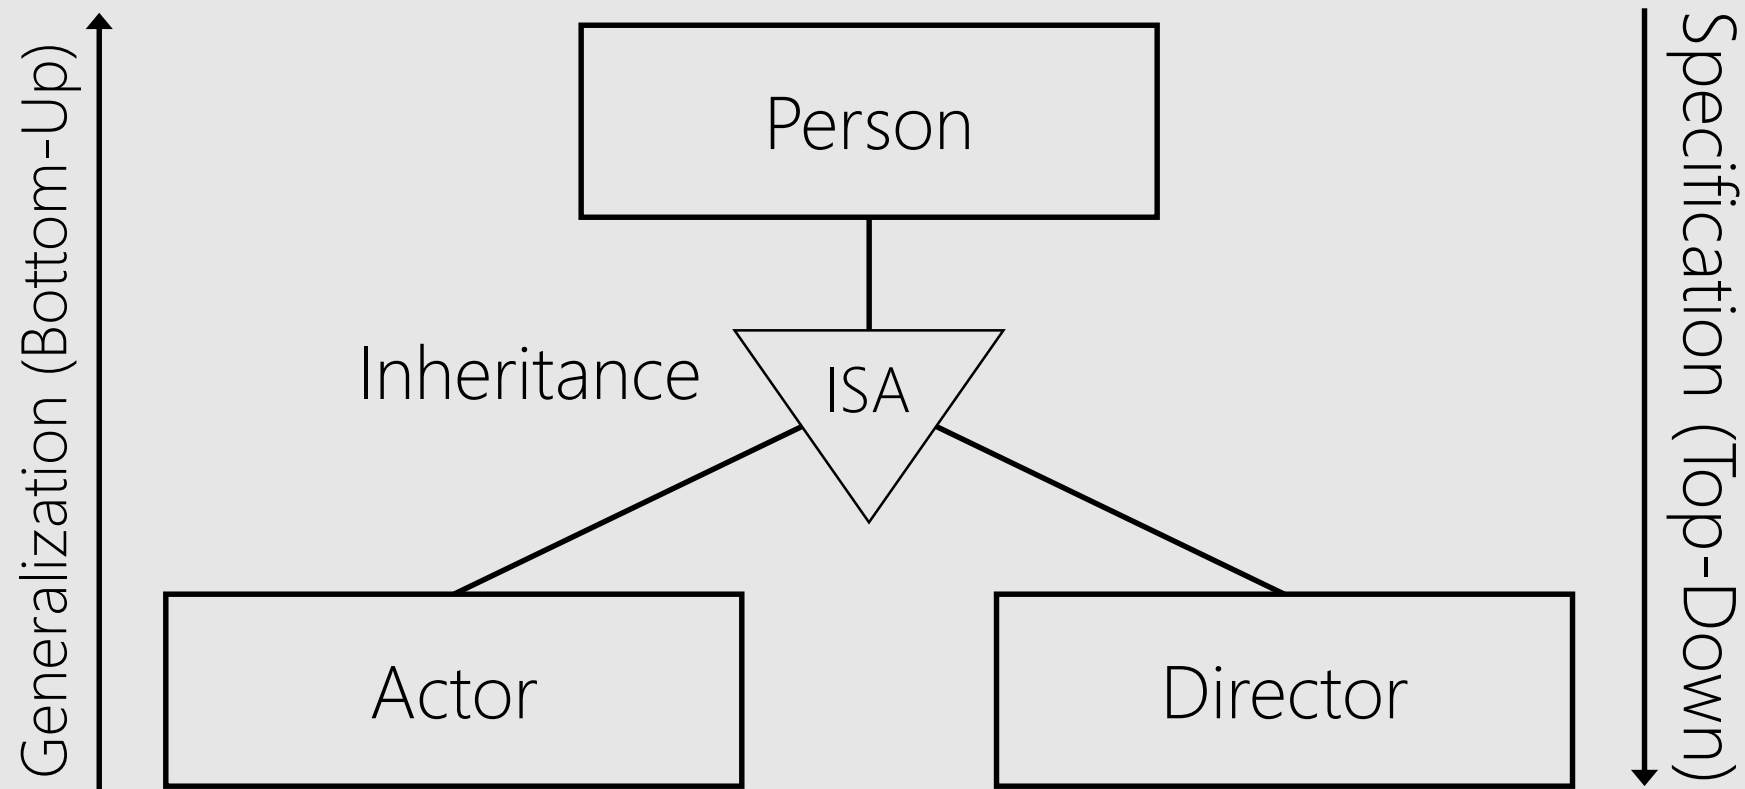 Generalization (Bottom-Up)
Person
Specification (Top-Down)
Inheritance
ISA
Actor
Director